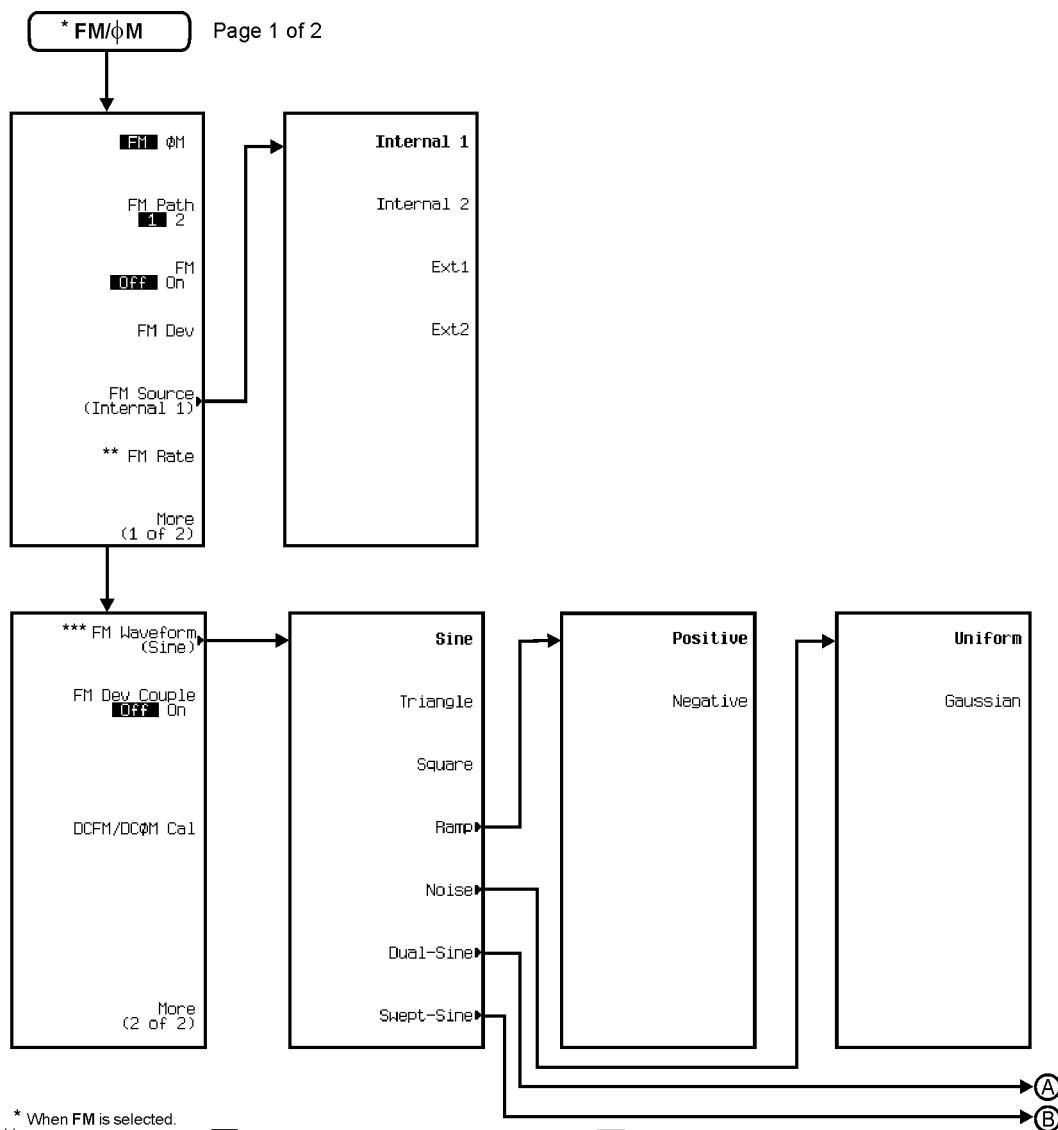 * FM/ϕM
Page 1 of 2
FM ϕM
FM Path
1 2
FM
Off On
FM Dev
FM Source
(Internal 1)
** FM Rate
More
(1 of 2)
Internal 1
Internal 2
Ext1
Ext2
*** FM Waveform
(Sine)
FM Dev Couple
Off On
DCFM/DCϕM Cal
More
(2 of 2)
Sine
Triangle
Square
Ramp
Noise
Dual-Sine
Swept-Sine
Positive
Negative
Uniform
Gaussian
A
B
* When FM is selected.